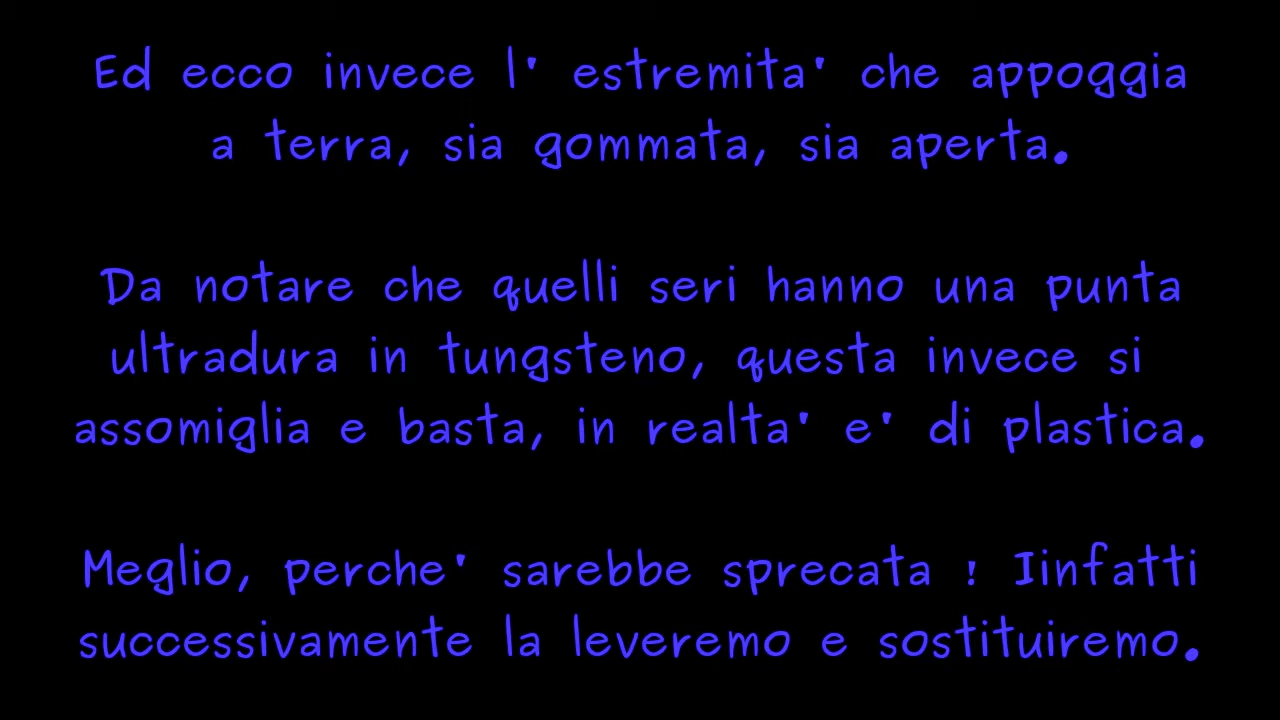 Ed ecco invece l' estremita' che appoggia
a terra, sia gommata, sia aperta.
Da notare che quelli seri hanno una punta
ultradura in tungsteno, questa invece si
assomiglia e basta, in realta' e' di plastica.
Meglio, perche' sarebbe sprecata ! Iinfatti
successivamente la leveremo e sostituiremo.